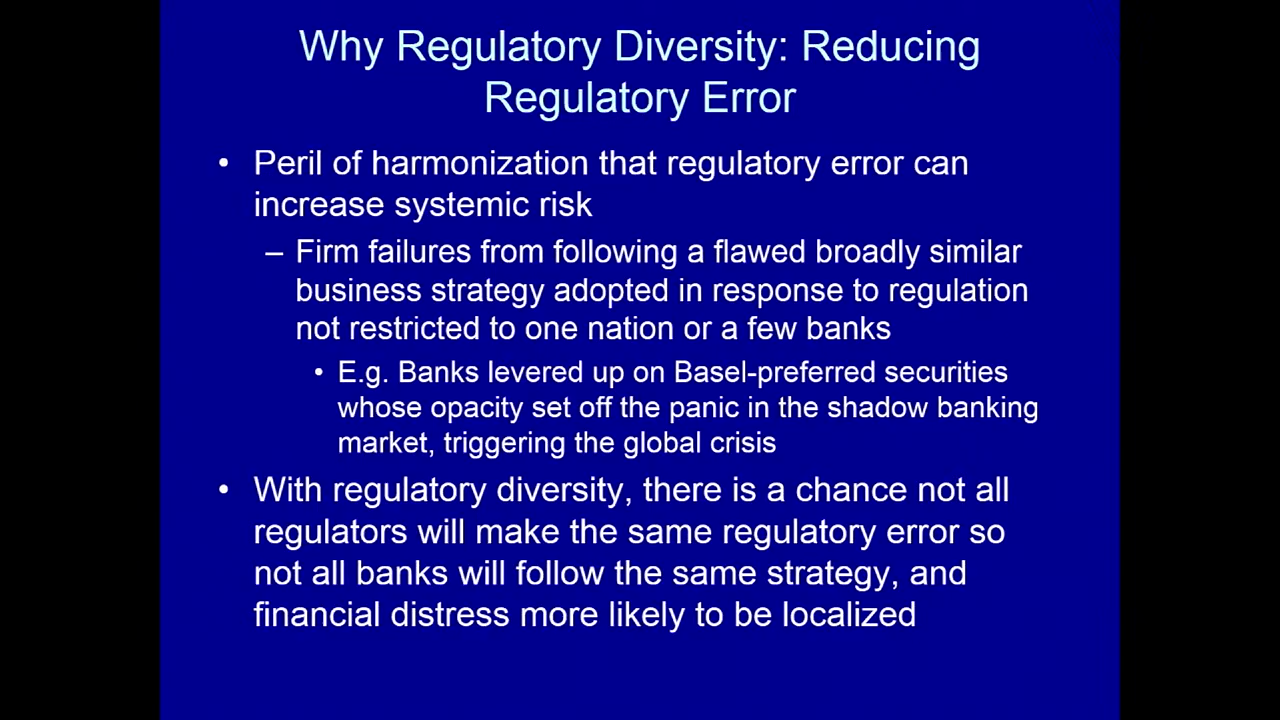 Why Regulatory Diversity: Reducing
Regulatory Error
• Peril of harmonization that regulatory error can
increase systemic risk
– Firm failures from following a flawed broadly similar
business strategy adopted in response to regulation
not restricted to one nation or a few banks
• E.g. Banks levered up on Basel-preferred securities
whose opacity set off the panic in the shadow banking
market, triggering the global crisis
• With regulatory diversity, there is a chance not all
regulators will make the same regulatory error so
not all banks will follow the same strategy, and
financial distress more likely to be localized